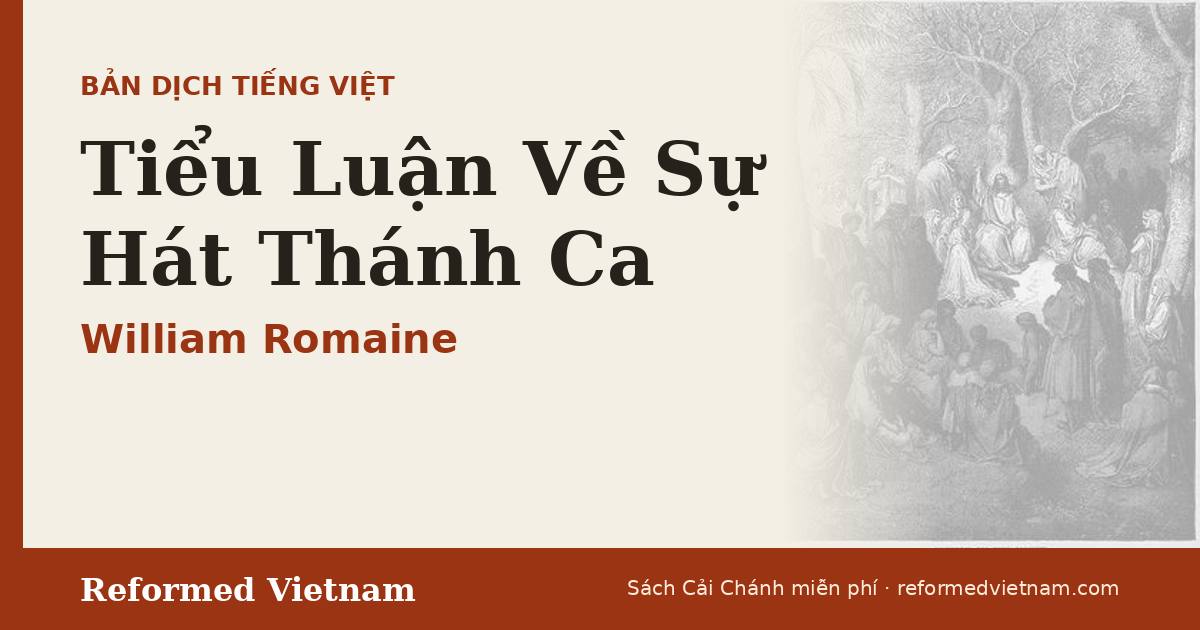 BẢN DỊCH TIẾNG VIỆT
Tiểu Luận Về Sự
Hát Thánh Ca
William Romaine
Reformed Vietnam
Sách Cải Chánh miễn phí · reformedvietnam.com